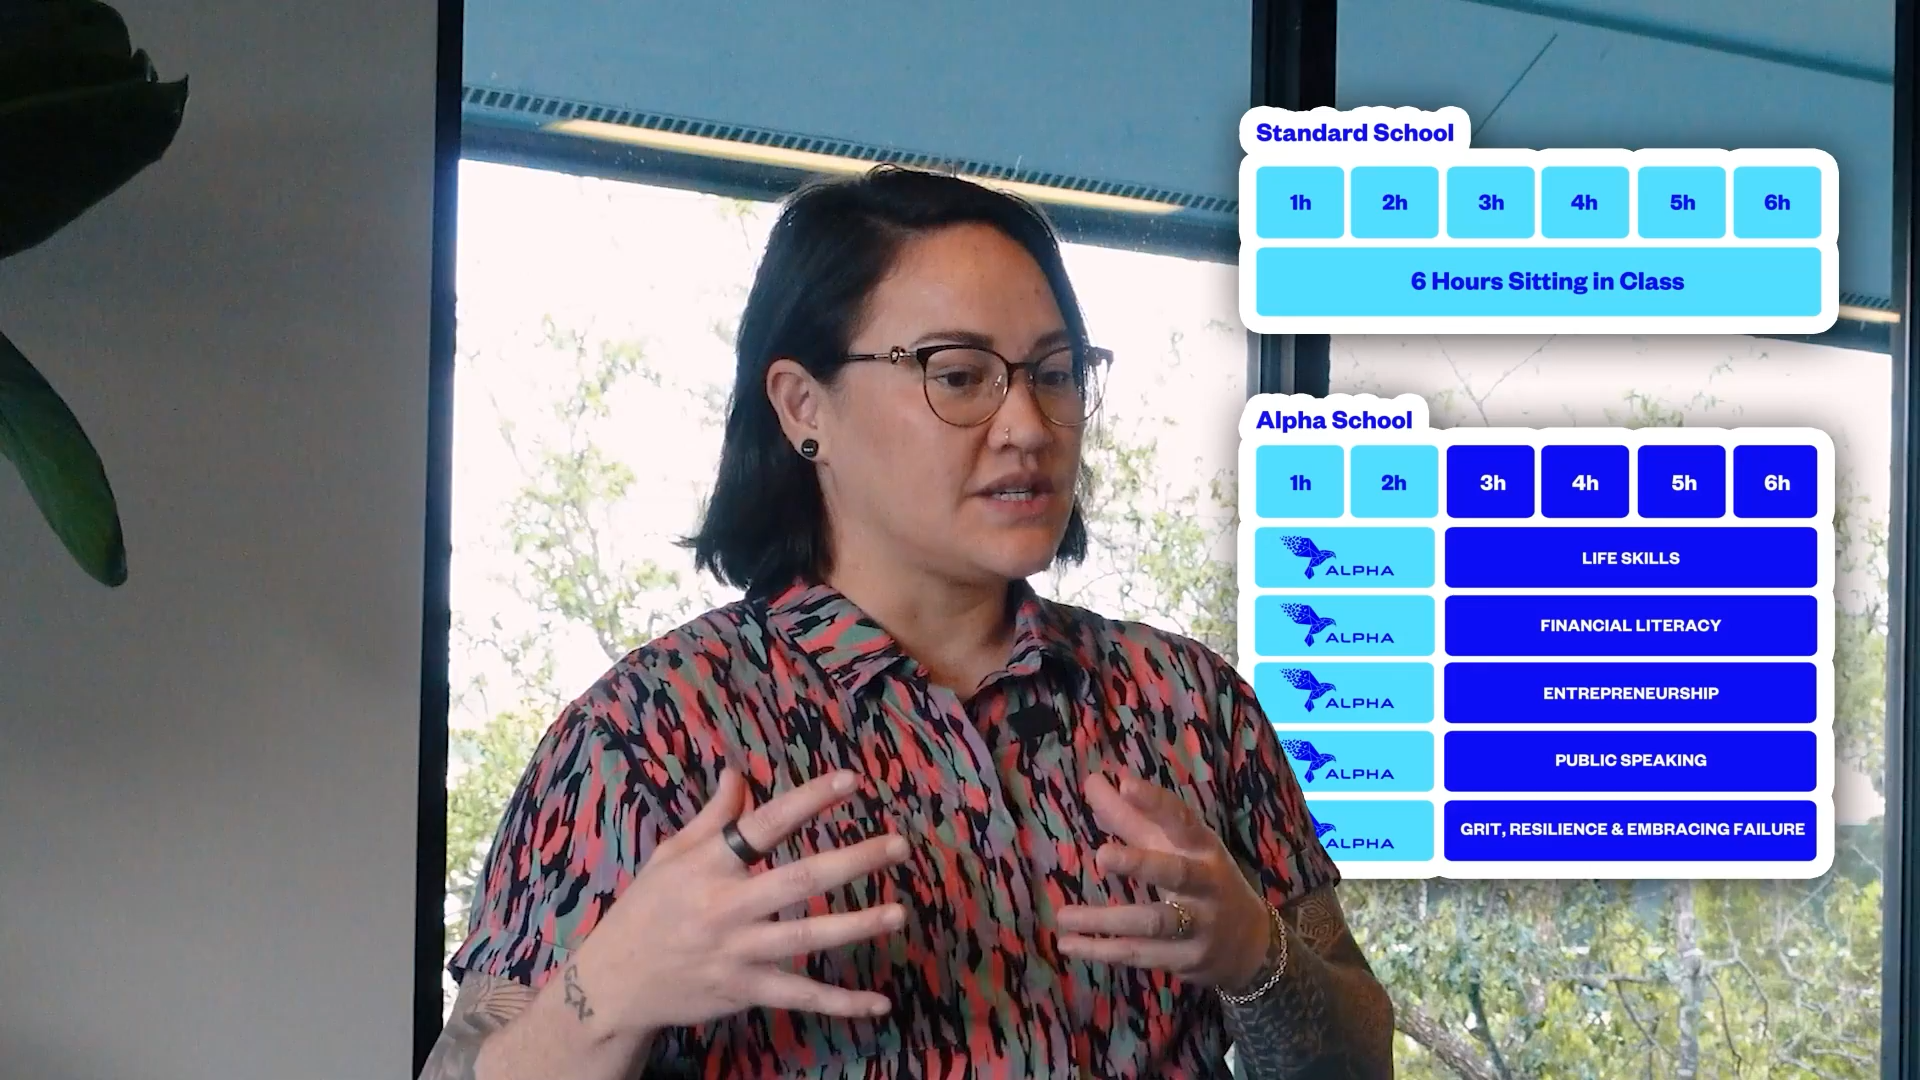 Standard School
1h 2h 3h 4h 5h 6h
6 Hours Sitting in Class
Alpha School
1h 2h 3h 4h 5h 6h
ALPHA LIFE SKILLS
ALPHA FINANCIAL LITERACY
ALPHA ENTREPRENEURSHIP
ALPHA PUBLIC SPEAKING
ALPHA GRIT, RESILIENCE & EMBRACING FAILURE